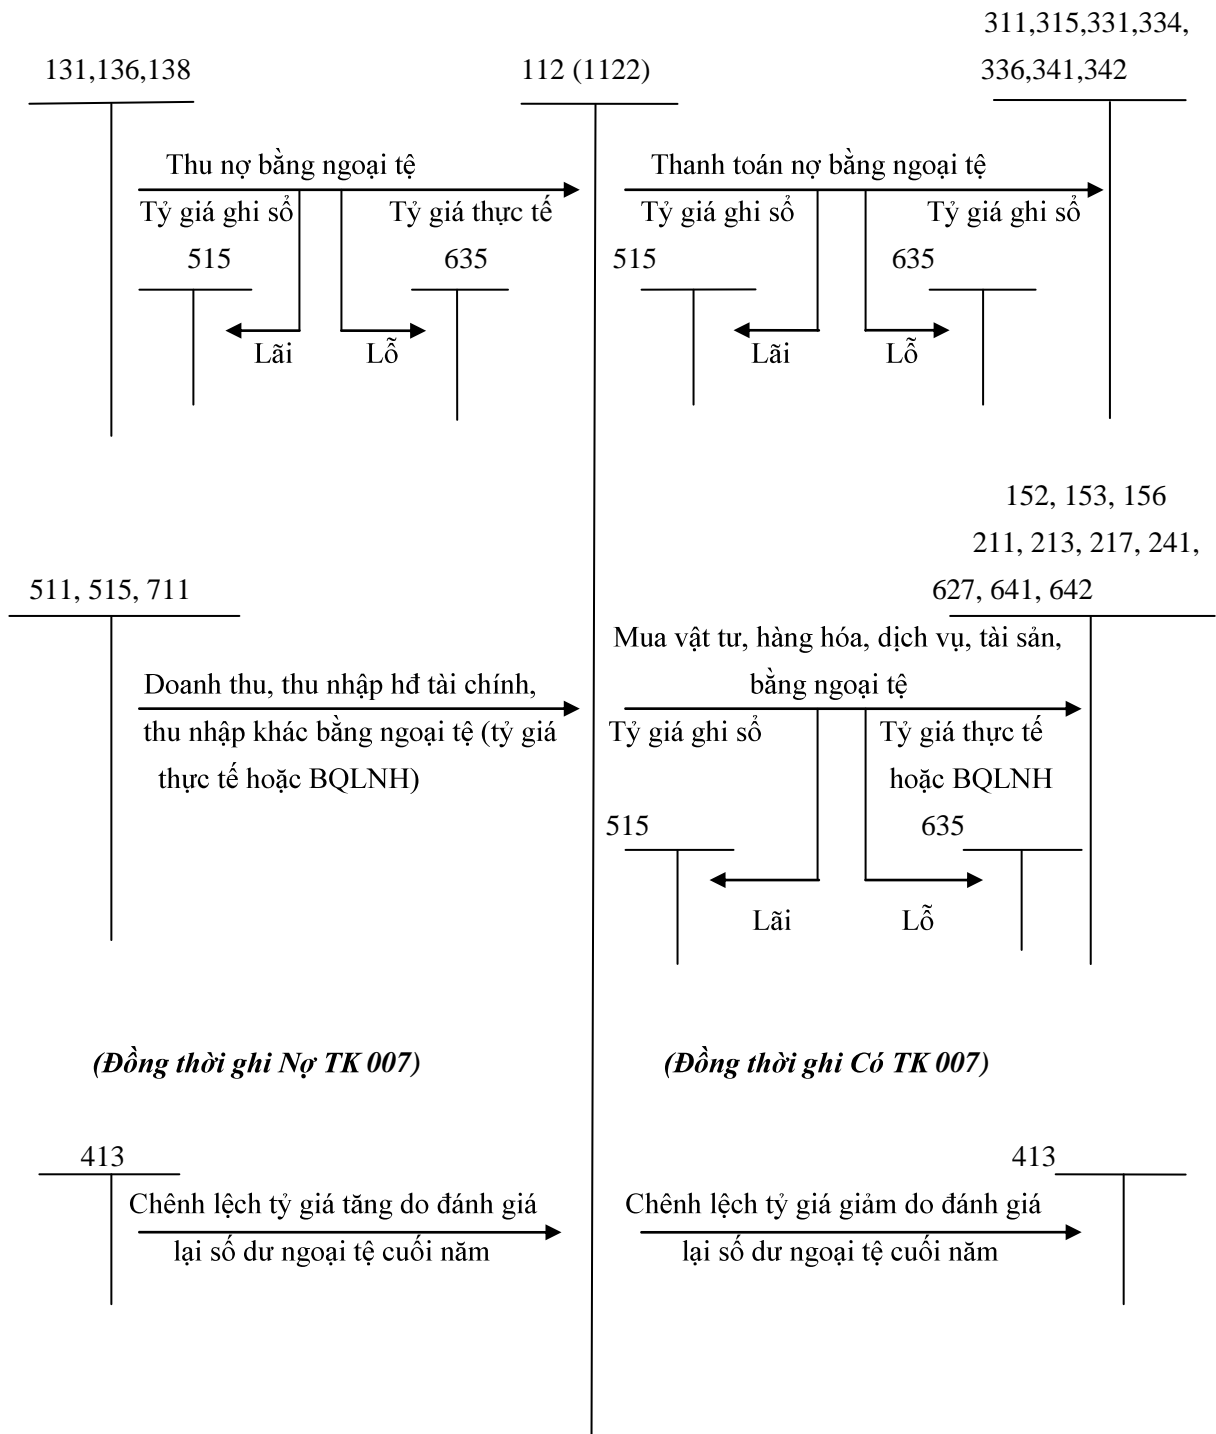 311,315,331,334,
131,136,138
112 (1122)
336,341,342
Thu nợ bằng ngoại tệ
Thanh toán nợ bằng ngoại tệ
Tỷ giá ghi sổ
Tỷ giá thực tế
Tỷ giá ghi sổ
Tỷ giá ghi sổ
515
635
515
635
Lãi
Lỗ
Lãi
Lỗ
152, 153, 156
211, 213, 217, 241,
511, 515, 711
627, 641, 642
Mua vật tư, hàng hóa, dịch vụ, tài sản,
bằng ngoại tệ
Doanh thu, thu nhập hđ tài chính,
thu nhập khác bằng ngoại tệ (tỷ giá
thực tế hoặc BQLNH)
Tỷ giá ghi sổ
Tỷ giá thực tế
hoặc BQLNH
515
635
Lãi
Lỗ
(Đồng thời ghi Nợ TK 007)
(Đồng thời ghi Có TK 007)
413
413
Chênh lệch tỷ giá tăng do đánh giá
lại số dư ngoại tệ cuối năm
Chênh lệch tỷ giá giảm do đánh giá
lại số dư ngoại tệ cuối năm